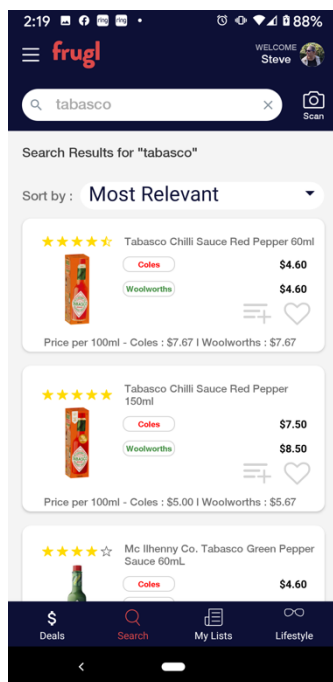 2:19 ring ring 88%
frugl
WELCOME
Steve
tabasco
Scan
Search Results for "tabasco"
Sort by : Most Relevant
Tabasco Chilli Sauce Red Pepper 60ml
Coles $4.60
Woolworths $4.60
Price per 100ml - Coles : $7.67 I Woolworths : $7.67
Tabasco Chilli Sauce Red Pepper
150ml
Coles $7.50
Woolworths $8.50
Price per 100ml - Coles : $5.00 I Woolworths : $5.67
Mc Ilhenny Co. Tabasco Green Pepper
Sauce 60mL
Coles $4.60
$
Deals Search My Lists Lifestyle